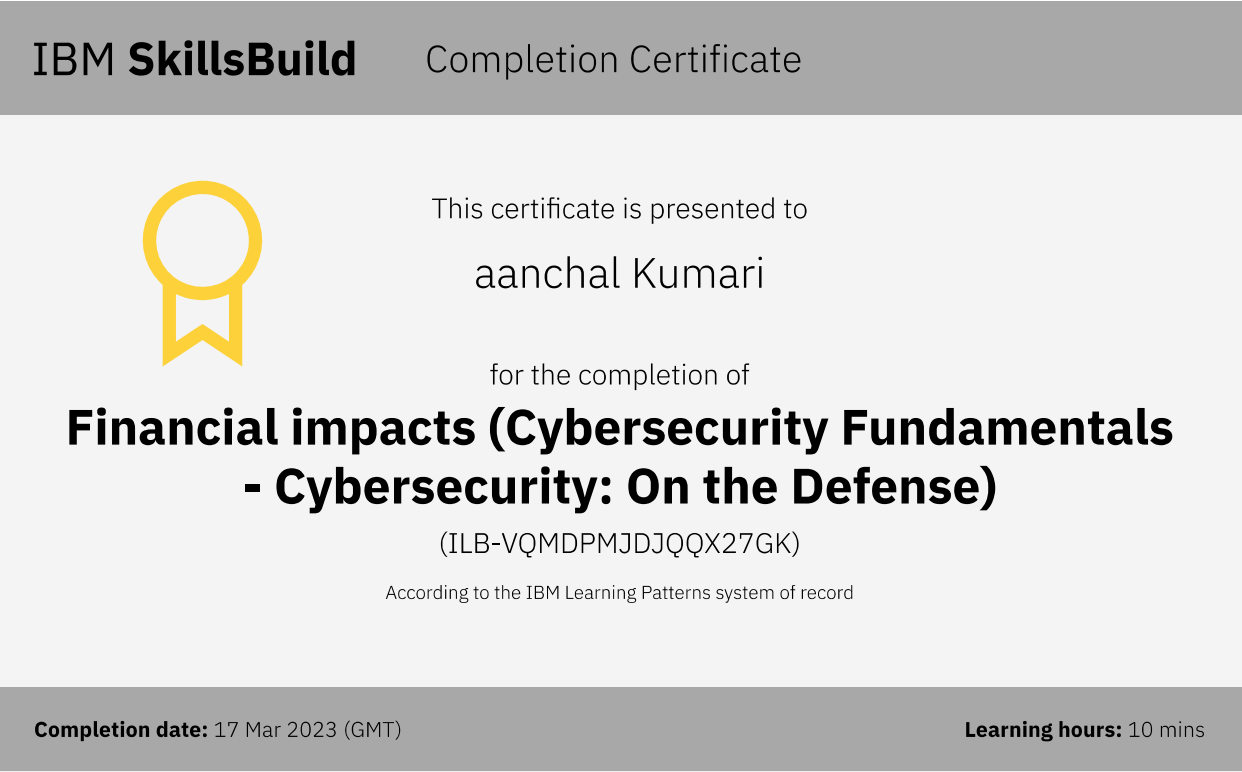 IBM SkillsBuild Completion Certificate
This certificate is presented to
aanchal Kumari
for the completion of
Financial impacts (Cybersecurity Fundamentals
- Cybersecurity: On the Defense)
(ILB-VQMDPMJDJQQX27GK)
According to the IBM Learning Patterns system of record
Completion date: 17 Mar 2023 (GMT) Learning hours: 10 mins